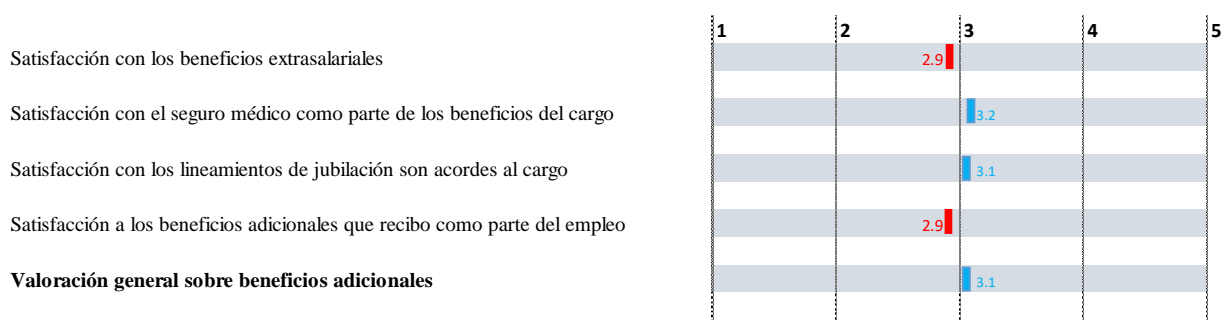 1 2 3 4 5
Satisfacción con los beneficios extrasalariales 2.9
Satisfacción con el seguro médico como parte de los beneficios del cargo 3.2
Satisfacción con los lineamientos de jubilación son acordes al cargo 3.1
Satisfacción a los beneficios adicionales que recibo como parte del empleo 2.9
Valoración general sobre beneficios adicionales 3.1